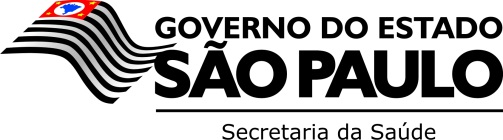 GOVERNO DO ESTADO
SÃO PAULO
Secretaria da Saúde